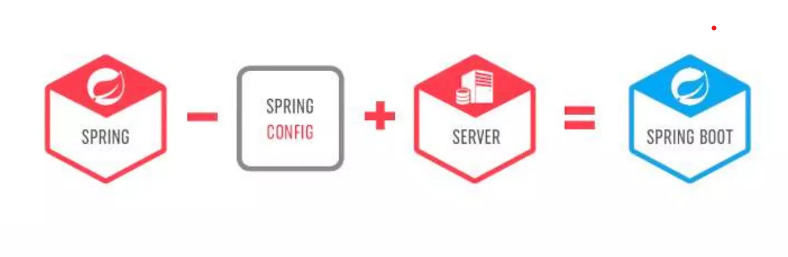 SPRING
SPRING
CONFIG
SERVER
SPRING BOOT